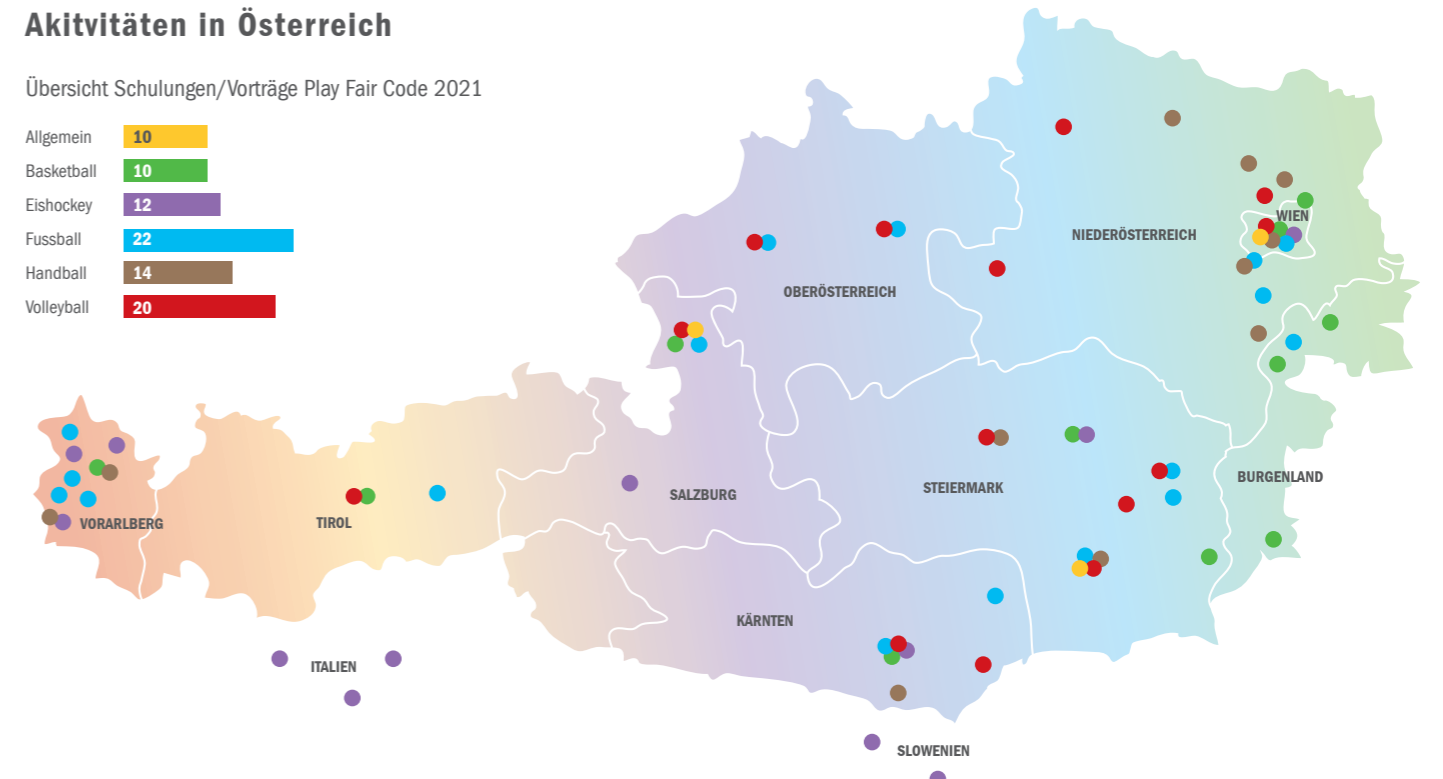 Akitvitäten in Österreich
Übersicht Schulungen/Vorträge Play Fair Code 2021
Allgemein 10
Basketball 10
Eishockey 12
Fussball 22
Handball 14
Volleyball 20
WIEN
NIEDERÖSTERREICH
OBERÖSTERREICH
BURGENLAND
STEIERMARK
SALZBURG
VORARLBERG
TIROL
KÄRNTEN
ITALIEN
SLOWENIEN